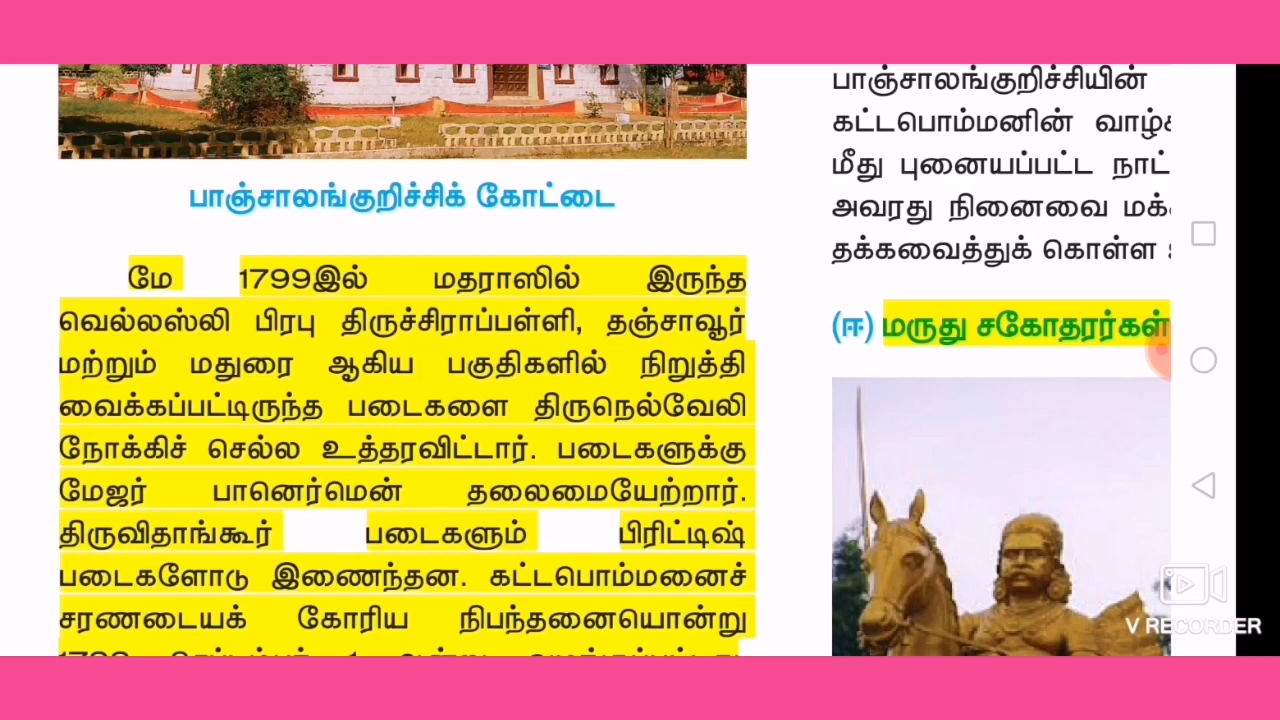 பாஞ்சாலங்குறிச்சிக் கோட்டை
மே 1799இல் மதராஸில் இருந்த
வெல்லஸ்லி பிரபு திருச்சிராப்பள்ளி, தஞ்சாவூர்
மற்றும் மதுரை ஆகிய பகுதிகளில் நிறுத்தி
வைக்கப்பட்டிருந்த படைகளை திருநெல்வேலி
நோக்கிச் செல்ல உத்தரவிட்டார். படைகளுக்கு
மேஜர் பானெர்மென் தலைமையேற்றார்.
திருவிதாங்கூர் படைகளும் பிரிட்டிஷ்
படைகளோடு இணைந்தன. கட்டபொம்மனைச்
சரணடையக் கோரிய நிபந்தனையொன்று
பாஞ்சாலங்குறிச்சியின்
கட்டபொம்மனின்
மீது புனையப்பட்ட
அவரது நினைவை
தக்கவைத்துக் கொள்ள
(ஈ) மருது சகோதரர்கள்
V RECORDER